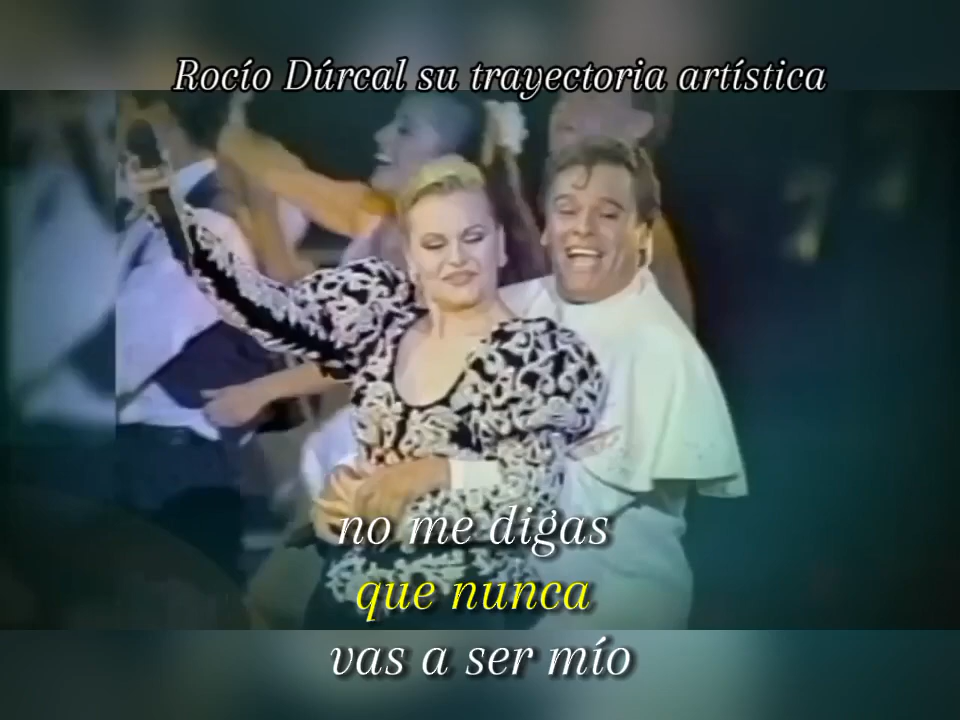 Rocío Dúrcal su trayectoria artística
no me digas
que nunca
vas a ser mío